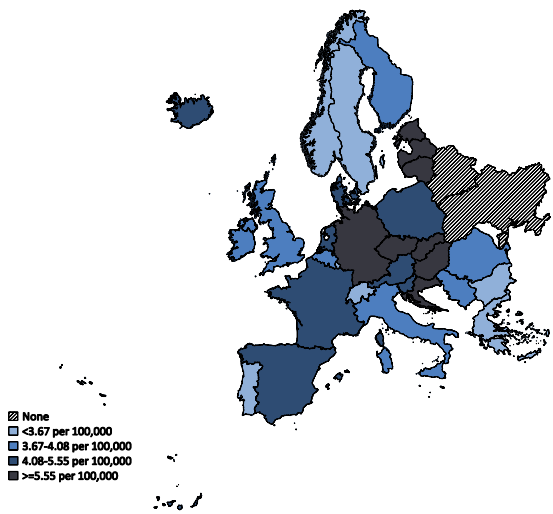 None
<3.67 per 100,000
3.67-4.08 per 100,000
4.08-5.55 per 100,000
>=5.55 per 100,000